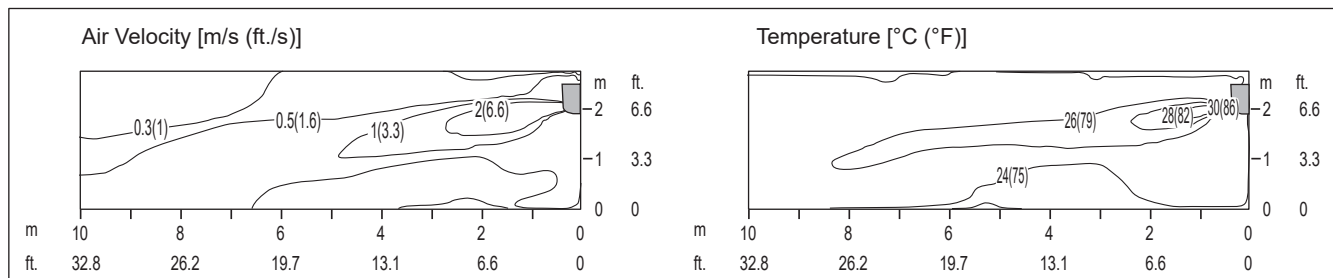 Air Velocity [m/s (ft./s)]
0.3(1)
0.5(1.6)
1(3.3)
2(6.6)
m ft.
2 6.6
1 3.3
0 0
m 10 8 6 4 2 0
ft. 32.8 26.2 19.7 13.1 6.6 0
Temperature [°C (°F)]
26(79)
28(82)
30(86)
24(75)
m ft.
2 6.6
1 3.3
0 0
m 10 8 6 4 2 0
ft. 32.8 26.2 19.7 13.1 6.6 0